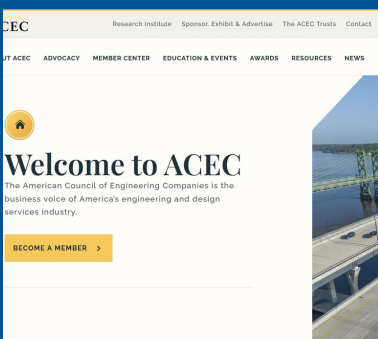 CEC
Research Institute Sponsor, Exhibit & Advertise The ACEC Trusts Contact
UT ACEC ADVOCACY MEMBER CENTER EDUCATION & EVENTS AWARDS RESOURCES NEWS
Welcome to ACEC
The American Council of Engineering Companies is the
business voice of America's engineering and design
services industry.
BECOME A MEMBER >